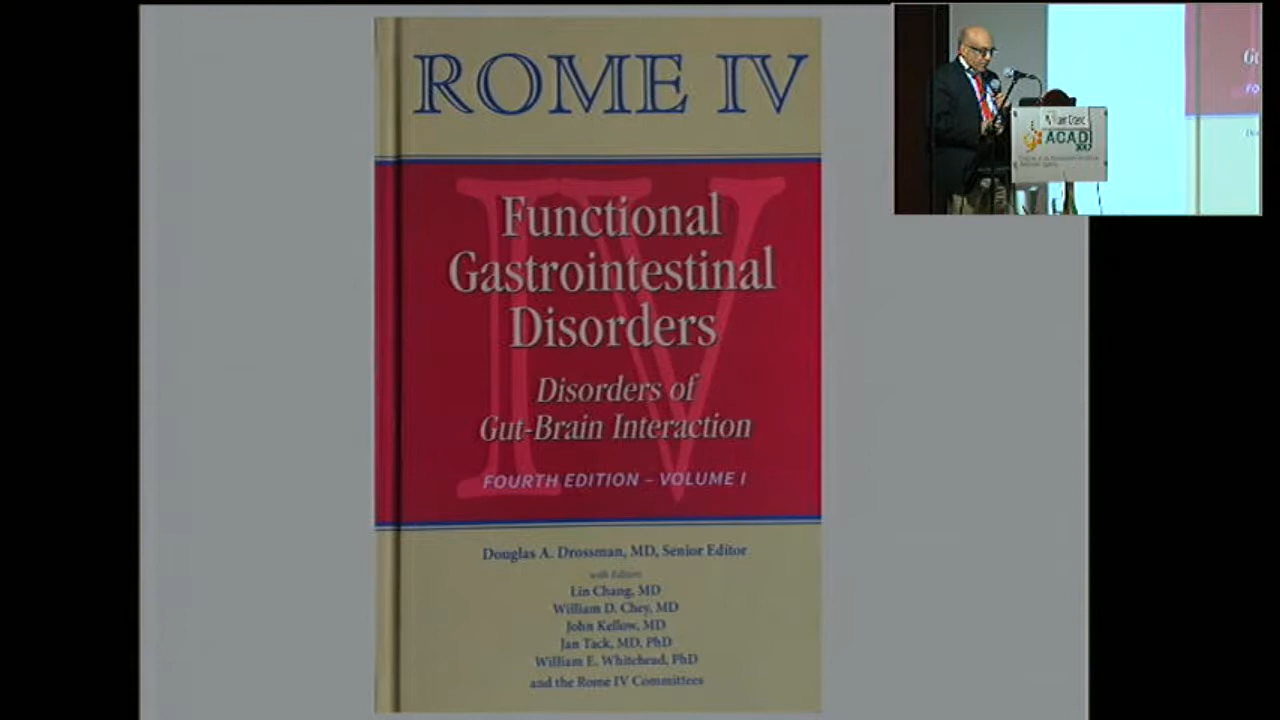 ROME IV
Functional
Gastrointestinal
Disorders
Disorders of
Gut-Brain Interaction
FOURTH EDITION – VOLUME I
Douglas A. Drossman, MD, Senior Editor
with Editors
Lin Chang, MD
William D. Chey, MD
John Kellow, MD
Jan Tack, MD, PhD
William E. Whitehead, PhD
and the Rome IV Committees
ACAD
2017